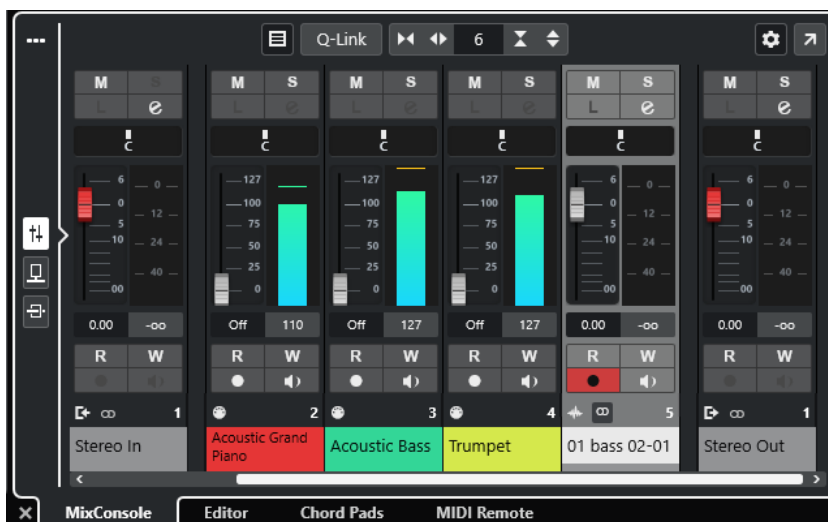 Q-Link 6
M S M S M S M S M S M S
L e L e L e L e L e L e
C C C C C C
6 0 127 127 127 6 0 6 0
0 12 100 100 100 0 12 0 12
5 75 75 75 5 5
10 24 50 50 50 10 24 10 24
40 25 25 25 40 40
00 0 0 0 00 00
0.00 -oo Off 110 Off 127 Off 127 0.00 -oo 0.00 -oo
R W R W R W R W R W R W
1 2 3 4 5 1
Stereo In Acoustic Grand Piano Acoustic Bass Trumpet 01 bass 02-01 Stereo Out
MixConsole Editor Chord Pads MIDI Remote